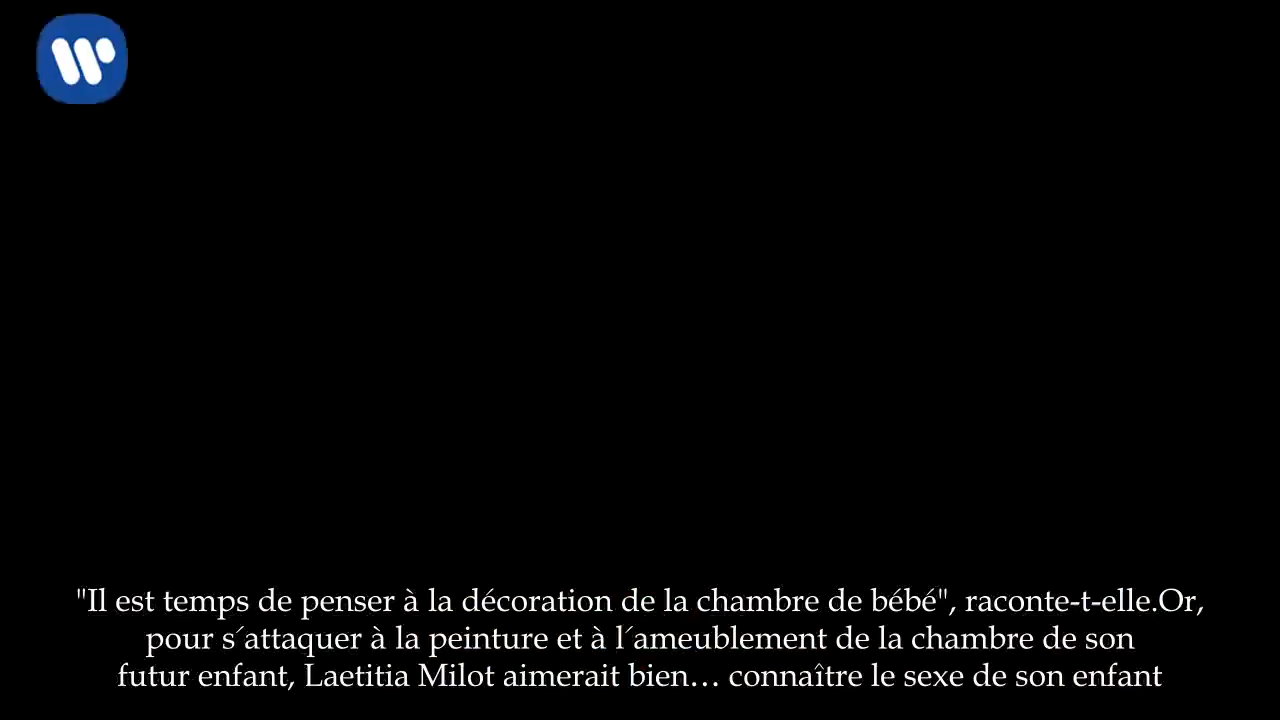 "Il est temps de penser à la décoration de la chambre de bébé", raconte-t-elle.Or,
pour s´attaquer à la peinture et à l´ameublement de la chambre de son
futur enfant, Laetitia Milot aimerait bien… connaître le sexe de son enfant